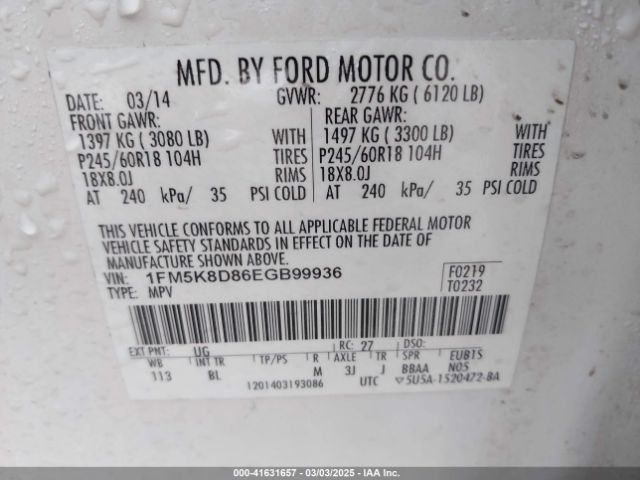 MFD. BY FORD MOTOR CO.
DATE: 03/14 GVWR: 2776 KG ( 6120 LB)
FRONT GAWR: REAR GAWR:
1397 KG ( 3080 LB) WITH 1497 KG ( 3300 LB) WITH
P245/60R18 104H TIRES P245/60R18 104H TIRES
18X8.0J RIMS 18X8.0J RIMS
AT 240 kPa/ 35 PSI COLD AT 240 kPa/ 35 PSI COLD
THIS VEHICLE CONFORMS TO ALL APPLICABLE FEDERAL MOTOR
VEHICLE SAFETY STANDARDS IN EFFECT ON THE DATE OF
MANUFACTURE SHOWN ABOVE.
VIN: 1FM5K8D86EGB99936 F0219
TYPE: MPV T0232
EXT PNT: UG RC: 27 DSO:
WB INT TR TP/PS R AXLE TR SPR EUB1S
113 BL M 3J J BBAA N05
1201403193086 UTC ▽5U5A-1520472-BA
000-41631657 - 03/03/2025 - IAA Inc.